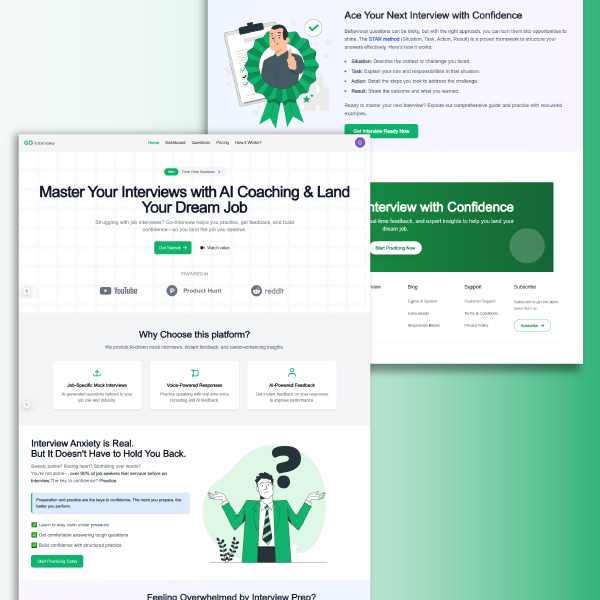 Ace Your Next Interview with Confidence
Behavioral questions can be tricky, but with the right approach, you can turn them into opportunities to
shine. The STAR method (Situation, Task, Action, Result) is a proven framework to structure your
answers effectively. Here's how it works:
Situation: Describe the context or challenge you faced.
Task: Explain your role and responsibilities in that situation.
Action: Detail the steps you took to address the challenge.
Result: Share the outcome and what you learned.
Ready to master your next interview? Explore our comprehensive guide and practice with real-world
examples.
Get Interview Ready Now
GO-Interview
Home Dashboard Questions Pricing How it Works?
New
Master Your Interviews with AI Coaching & Land
Your Dream Job
Struggling with job interviews? Go-Interview helps you practice, get feedback, and build
confidence—so you land the job you deserve.
Get Started →
Watch video
FEATURED IN
YouTube
Product Hunt
reddit
nterview with Confidence
al-time feedback, and expert insights to help you land your
dream job.
Start Practicing Now
view
Blog
Support
Subscribe
Figma UI System
Customer Support
Subscribe to get the latest
news from us.
Icons Assets
Terms & Conditions
Responsive Blocks
Privacy Policy
Subscribe →
Why Choose this platform?
We provide AI-driven mock interviews, instant feedback, and career-enhancing insights.
Job-Specific Mock Interviews
AI-generated questions tailored to your
job role and industry
Voice-Powered Responses
Practice speaking with real-time voice
recording and AI feedback
AI-Powered Feedback
Get instant feedback on your responses
to improve performance.
Interview Anxiety is Real.
But It Doesn't Have to Hold You Back.
Sweaty palms? Racing heart? Stumbling over words?
You're not alone— over 90% of job seekers feel nervous before an
interview. The key to confidence? Practice.
Preparation and practice are the keys to confidence. The more you prepare, the
better you perform.
Learn to stay calm under pressure
Get comfortable answering tough questions
Build confidence with structured practice
Start Practicing Today
Feeling Overwhelmed by Interview Prep?